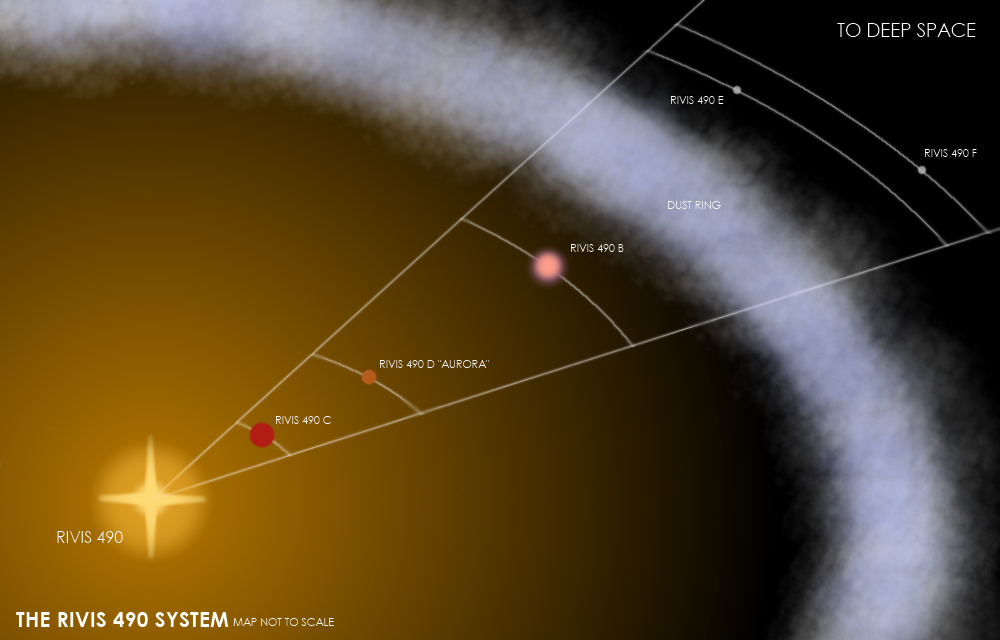 TO DEEP SPACE
RIVIS 490 E
RIVIS 490 F
DUST RING
RIVIS 490 B
RIVIS 490 D "AURORA"
RIVIS 490 C
RIVIS 490
THE RIVIS 490 SYSTEM MAP NOT TO SCALE